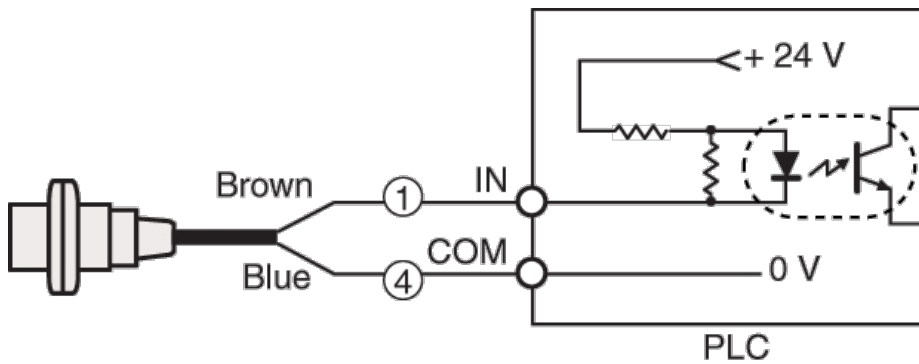 + 24 V
Brown
1
IN
Blue
4
COM
0 V
PLC